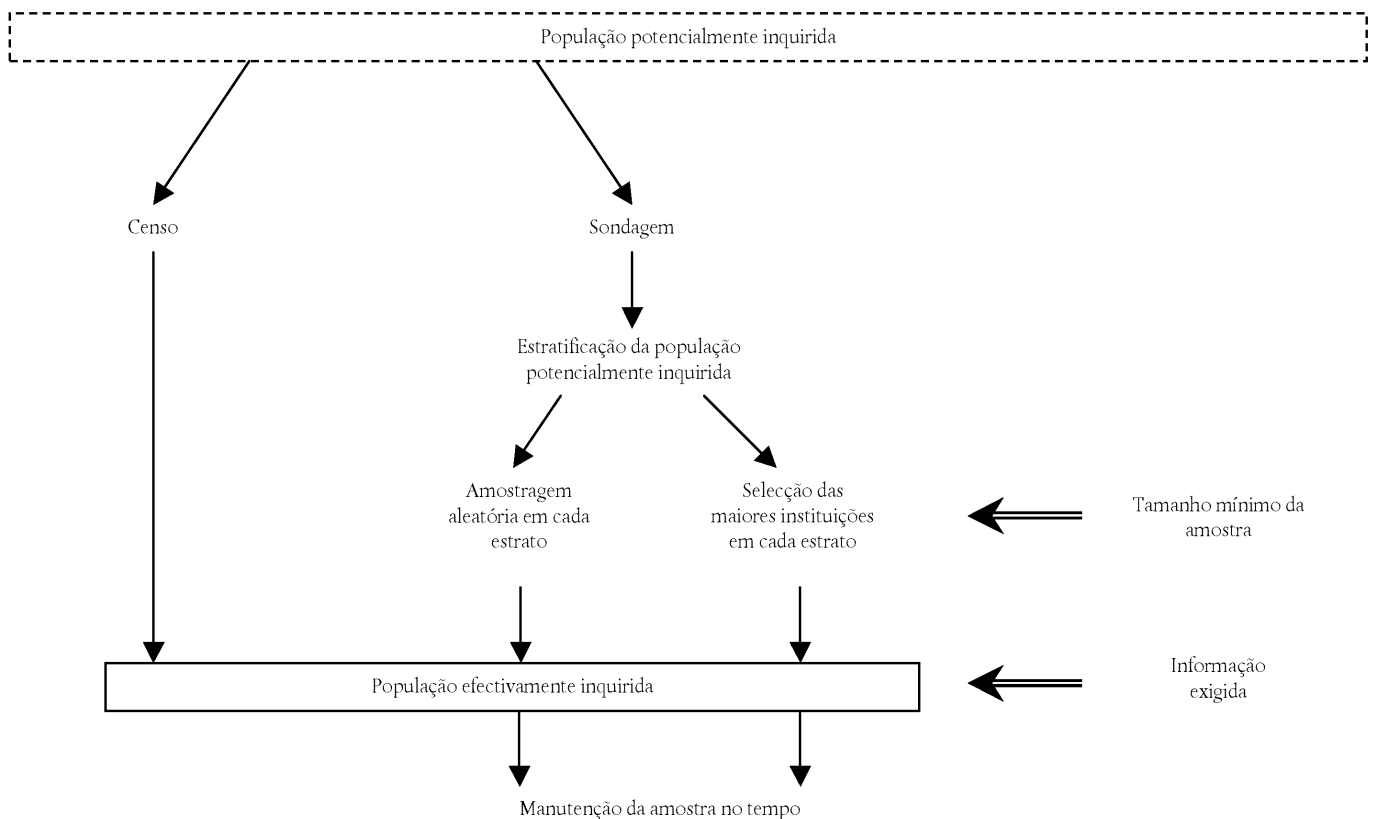 População potencialmente inquirida
Censo
Sondagem
Estratificação da população
potencialmente inquirida
Amostragem
aleatória em cada
estrato
Selecção das
maiores instituições
em cada estrato
Tamanho mínimo da
amostra
População efectivamente inquirida
Informação
exigida
Manutenção da amostra no tempo